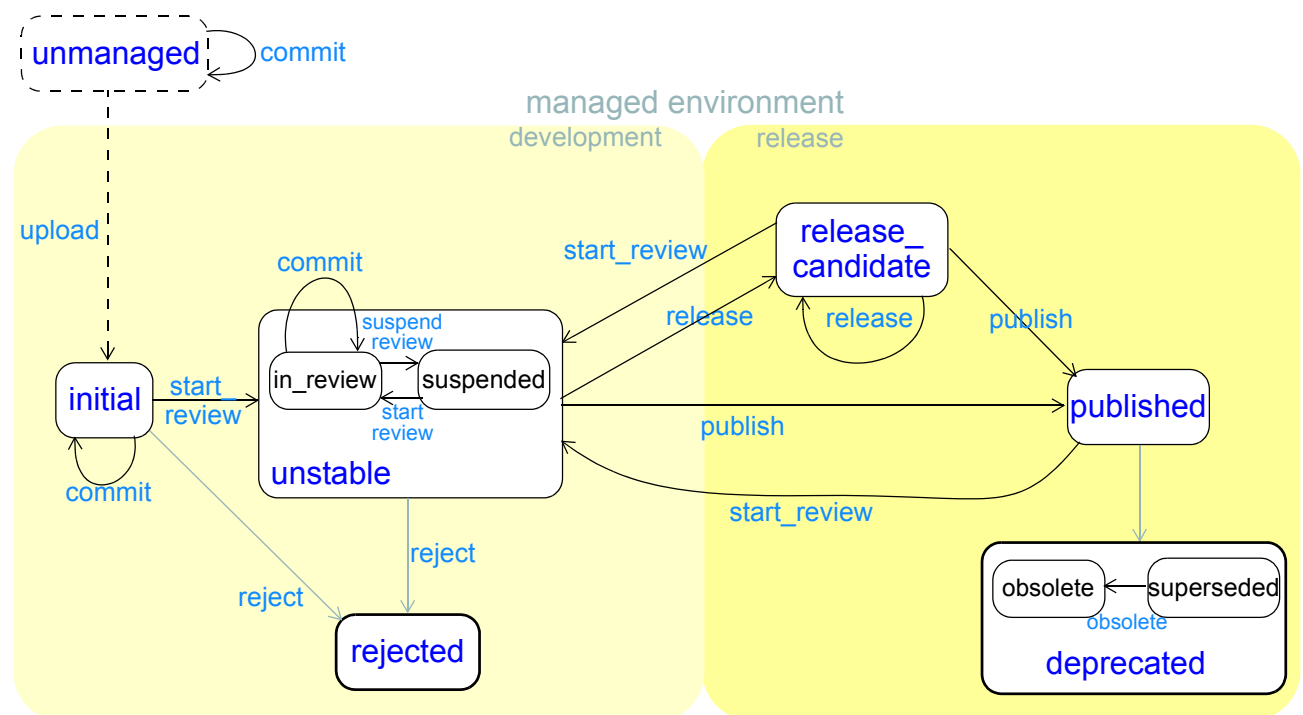 unmanaged
commit
managed environment
development
release
upload
start_review
release_
candidate
commit
suspend
review
release
release
publish
in_review
suspended
initial
start_
review
start
review
published
publish
unstable
commit
start_review
reject
reject
obsolete
superseded
obsolete
rejected
deprecated